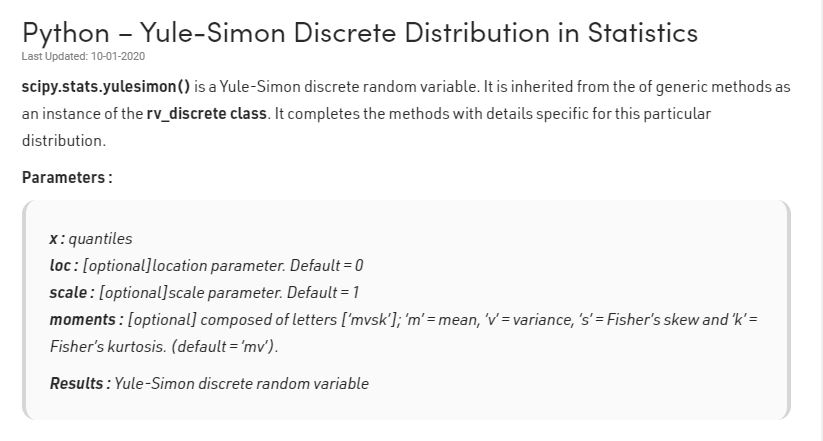 Python – Yule-Simon Discrete Distribution in Statistics
Last Updated: 10-01-2020
scipy.stats.yulesimon() is a Yule-Simon discrete random variable. It is inherited from the of generic methods as
an instance of the rv_discrete class. It completes the methods with details specific for this particular
distribution.
Parameters :
x : quantiles
loc : [optional]location parameter. Default = 0
scale : [optional]scale parameter. Default = 1
moments : [optional] composed of letters [‘mvsk’]; ‘m’ = mean, ‘v’ = variance, ‘s’ = Fisher’s skew and ‘k’ =
Fisher’s kurtosis. (default = ‘mv’).
Results : Yule-Simon discrete random variable